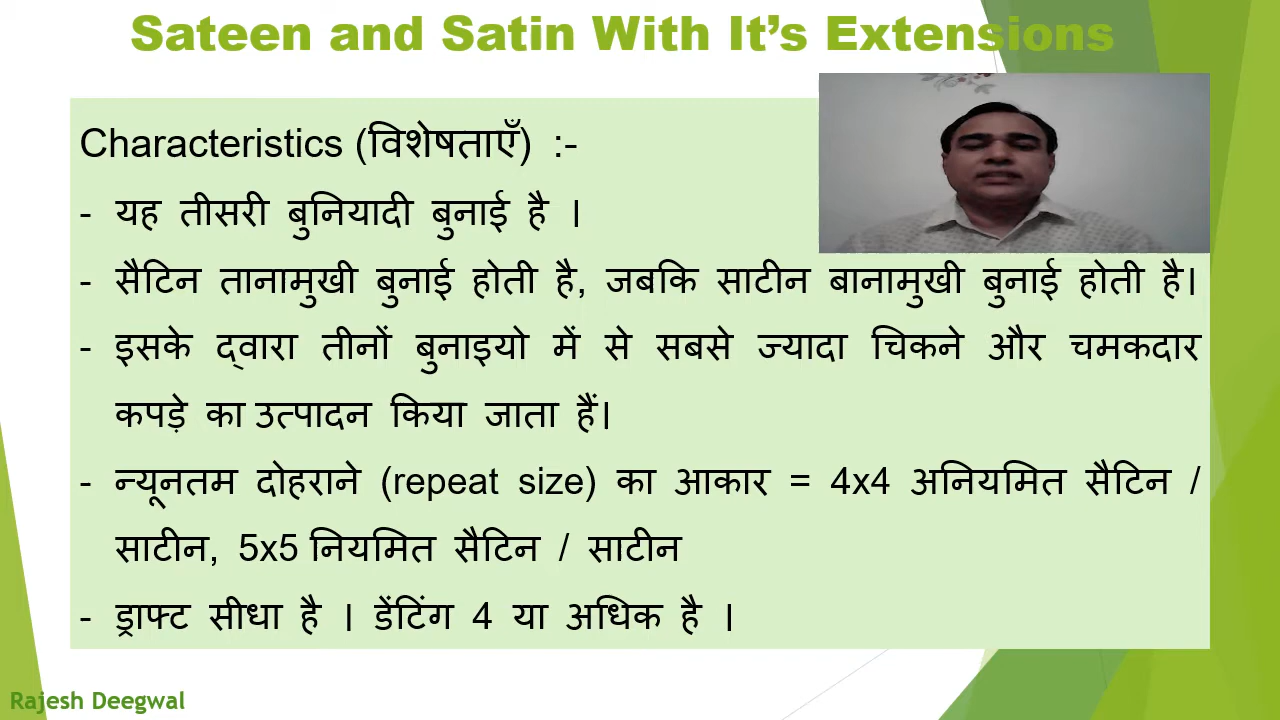 Sateen and Satin With It’s Extensions
Characteristics (विशेषताएँ) :-
- यह तीसरी बुनियादी बुनाई है ।
- सैटिन तानामुखी बुनाई होती है, जबकि साटीन बानामुखी बुनाई होती है।
- इसके द्‌वारा तीनों बुनाइयो में से सबसे ज्यादा चिकने और चमकदार
कपड़े का उत्पादन किया जाता हैं।
- न्यूनतम दोहराने (repeat size) का आकार = 4x4 अनियमित सैटिन /
साटीन, 5x5 नियमित सैटिन / साटीन
- ड्राफ्ट सीधा है । डेंटिंग 4 या अधिक है ।
Rajesh Deegwal